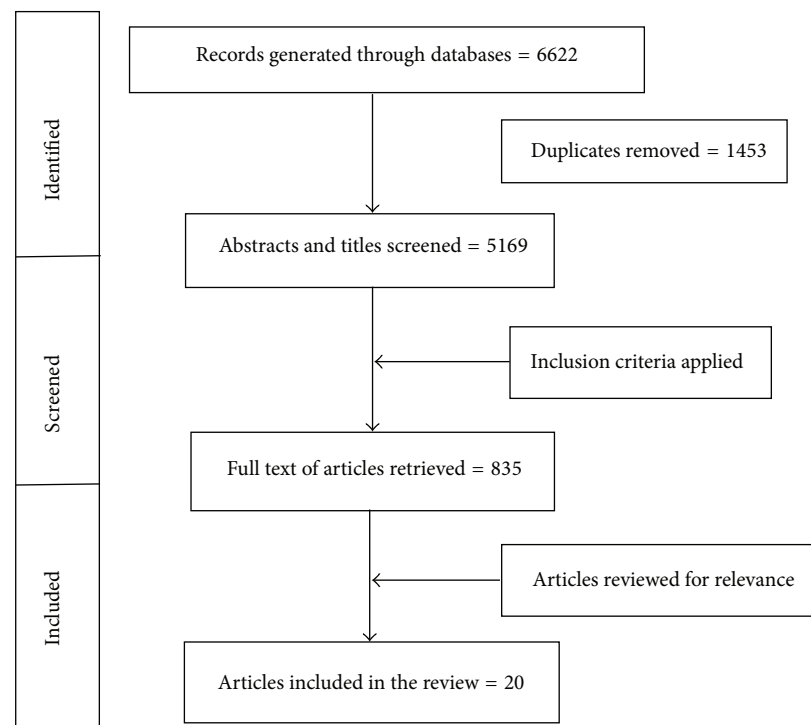 Identified
Records generated through databases = 6622
Duplicates removed = 1453
Abstracts and titles screened = 5169
Screened
Inclusion criteria applied
Full text of articles retrieved = 835
Included
Articles reviewed for relevance
Articles included in the review = 20